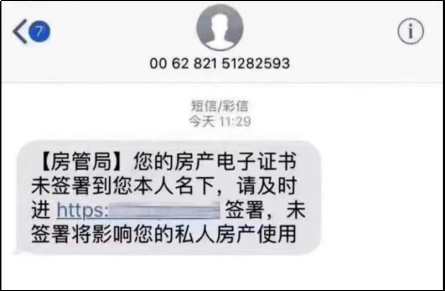 7
00 62 821 51282593
短信/彩信
今天 11:29
【房管局】您的房产电子证书
未签署到您本人名下，请及时
进 https: 签署，未
签署将影响您的私人房产使用